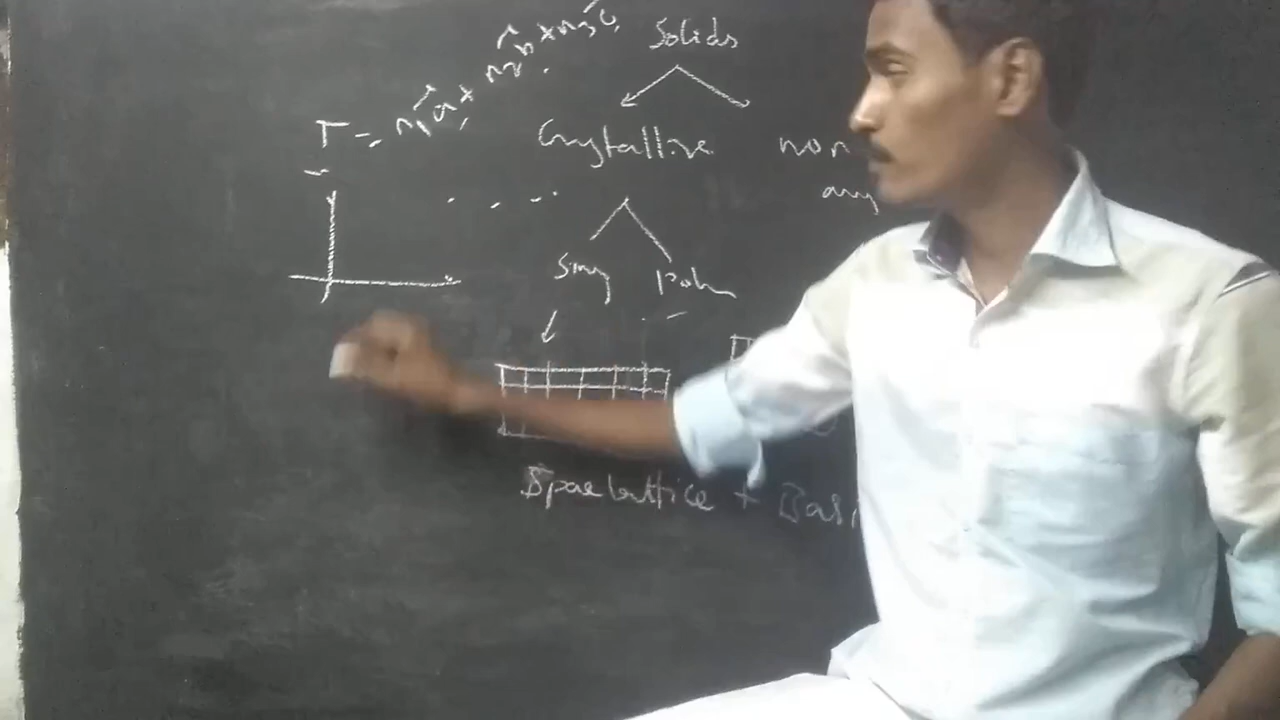 Solids
T = n₁a + n₂b + n₃c
Crystalline non
Sing Poly
Spacelattice + Basi